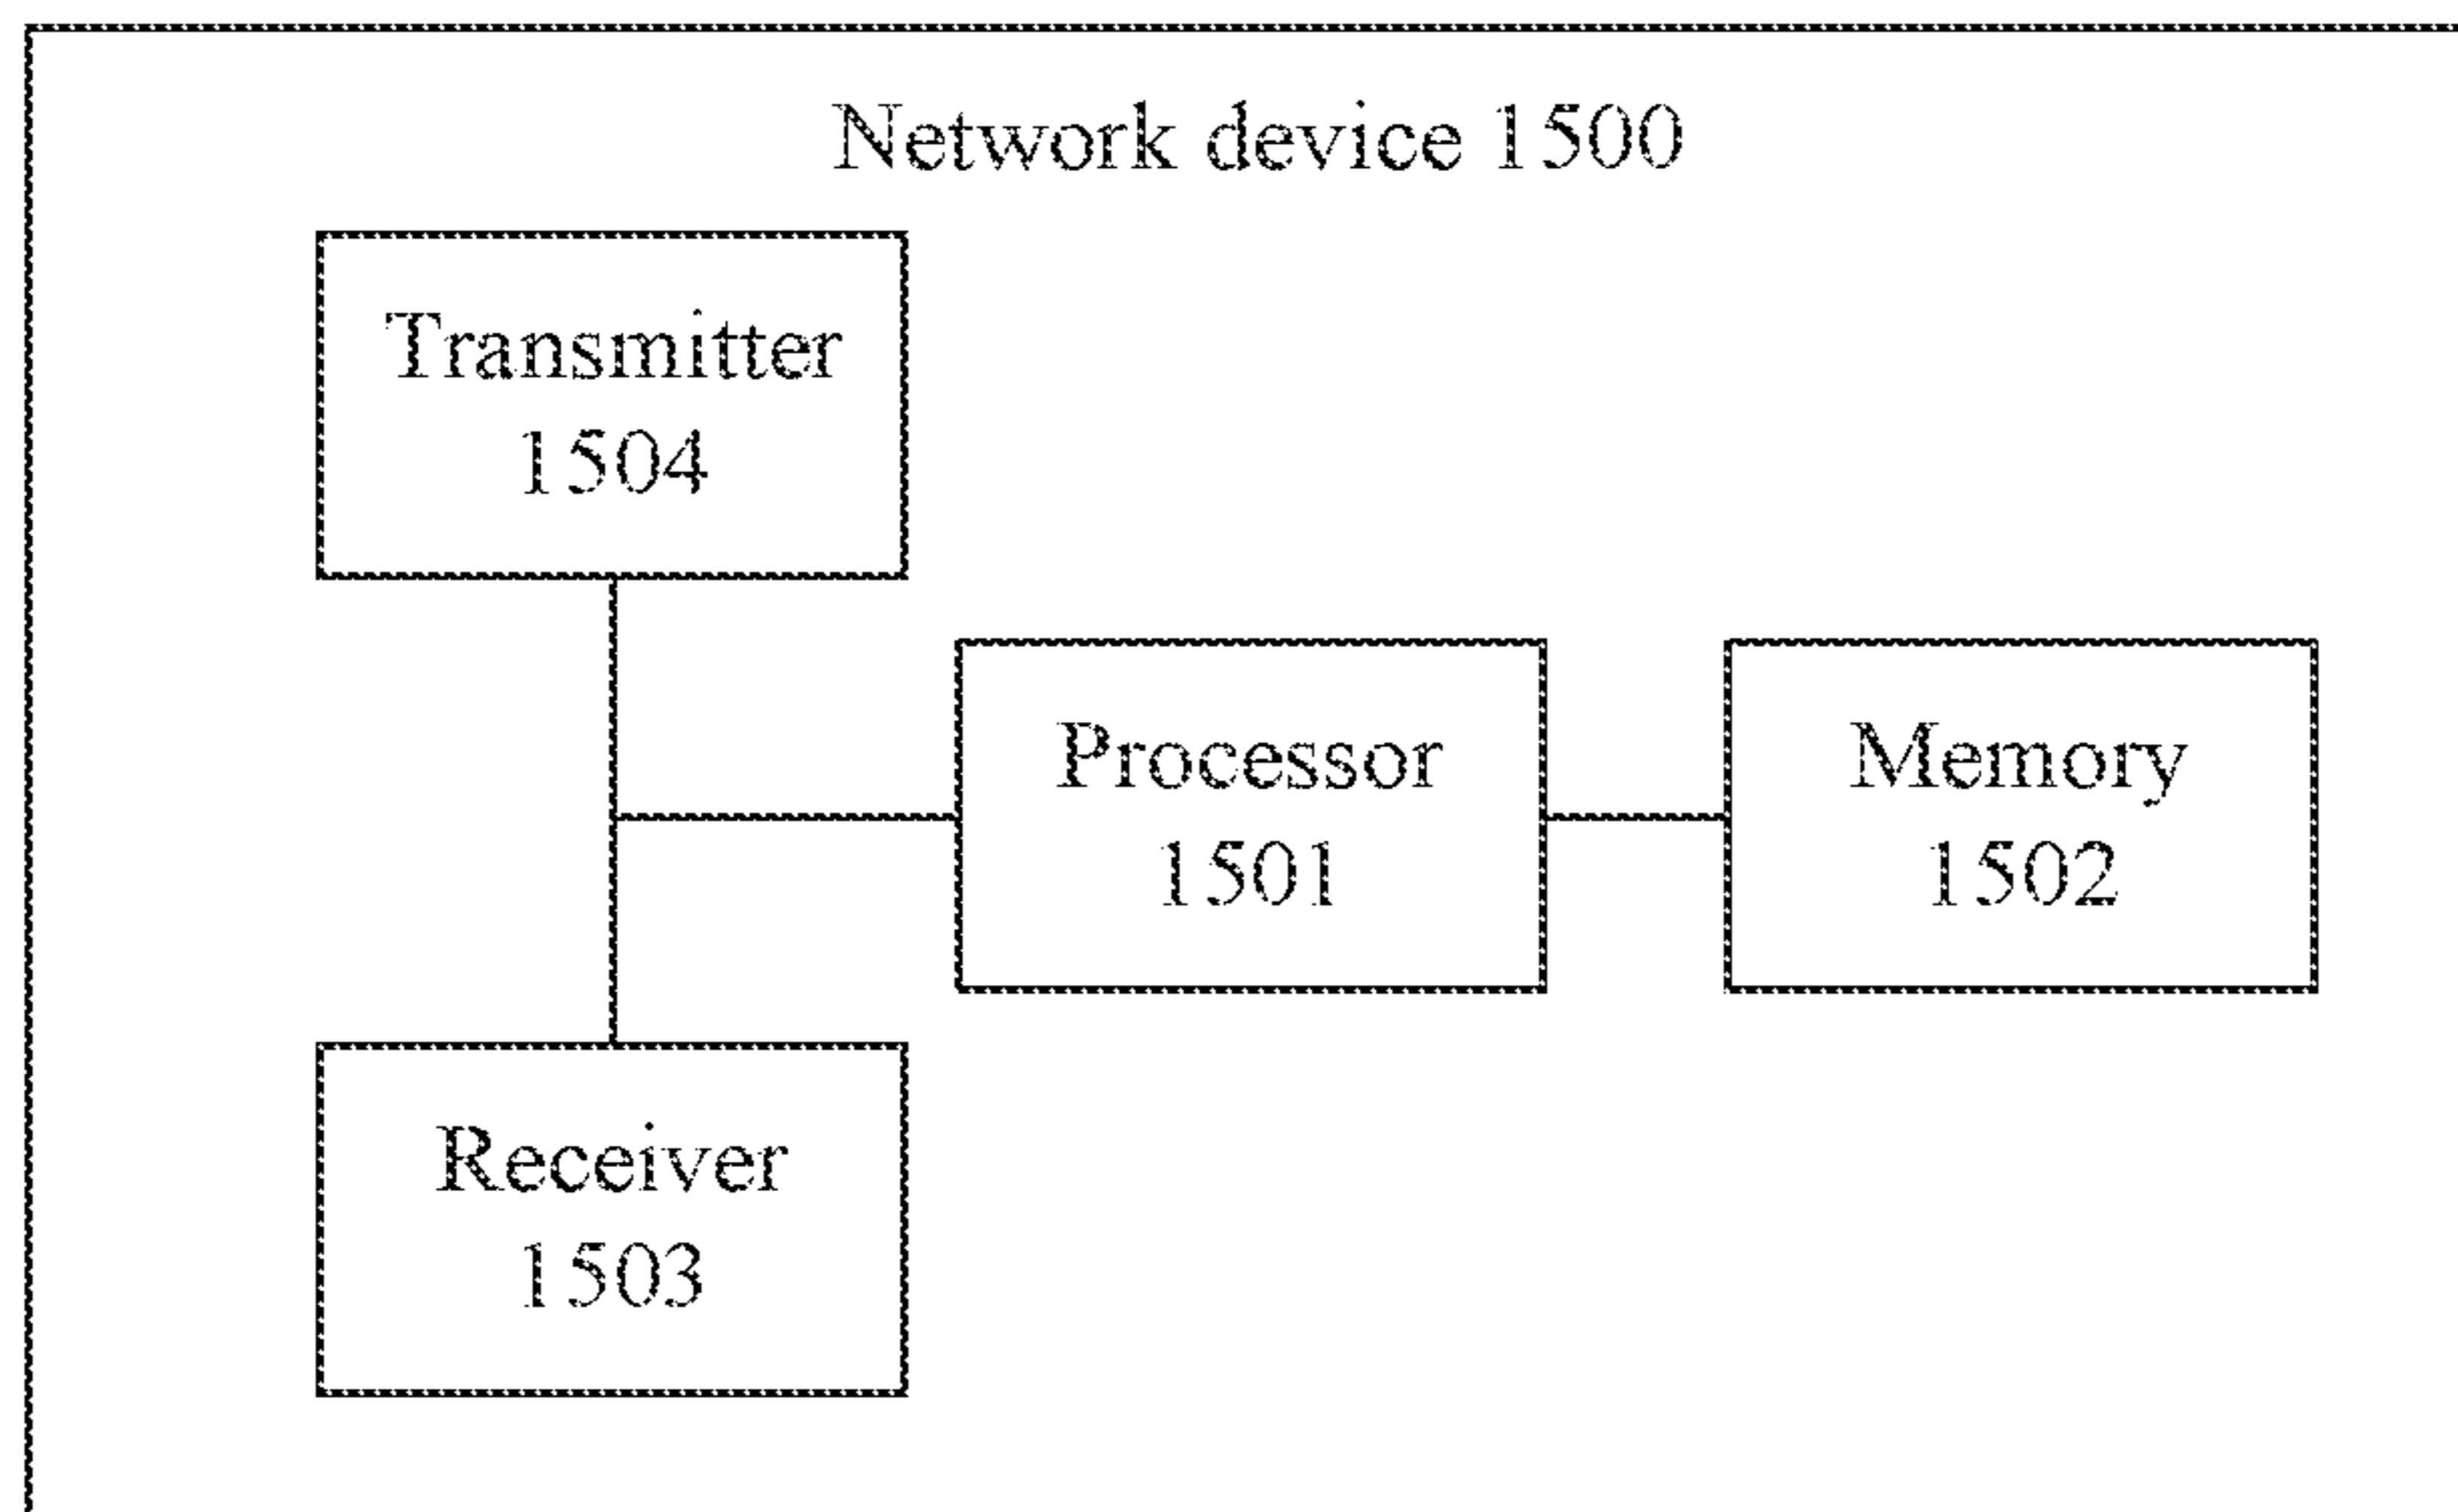 Network device 1500
Transmitter
1504
Processor
1501
Memory
1502
Receiver
1503